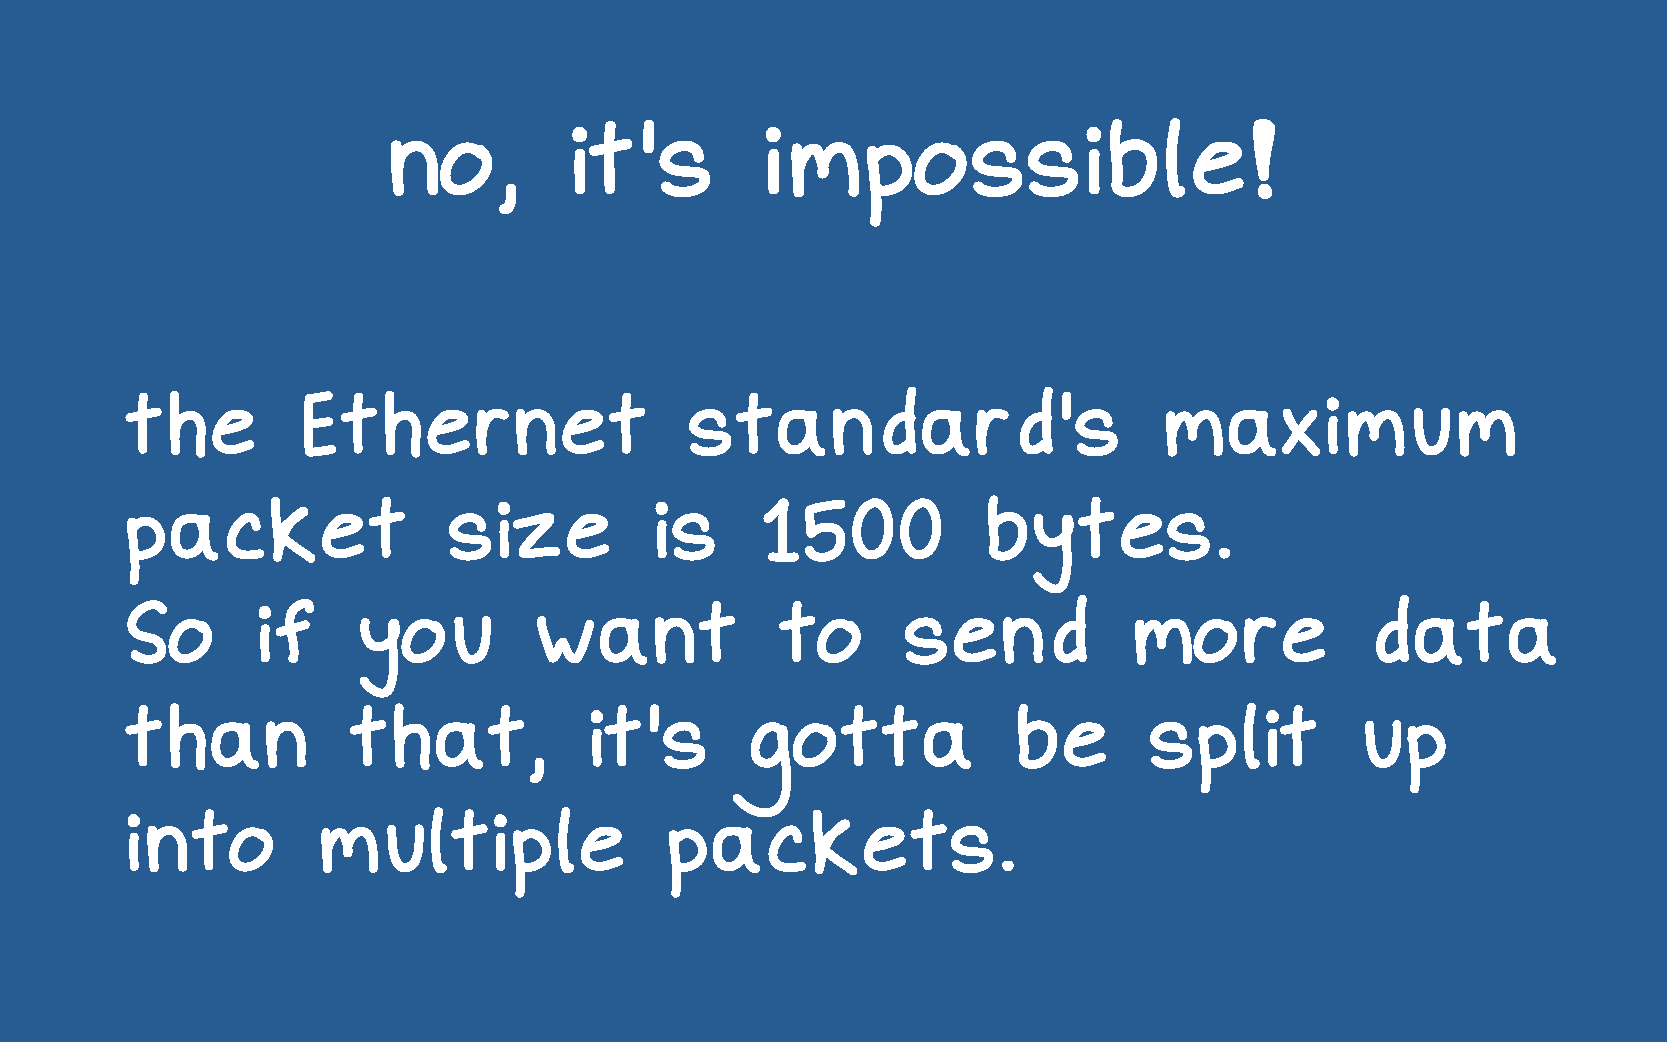 no, it's impossible!
the Ethernet standard's maximum
packet size is 1500 bytes.
So if you want to send more data
than that, it's gotta be split up
into multiple packets.